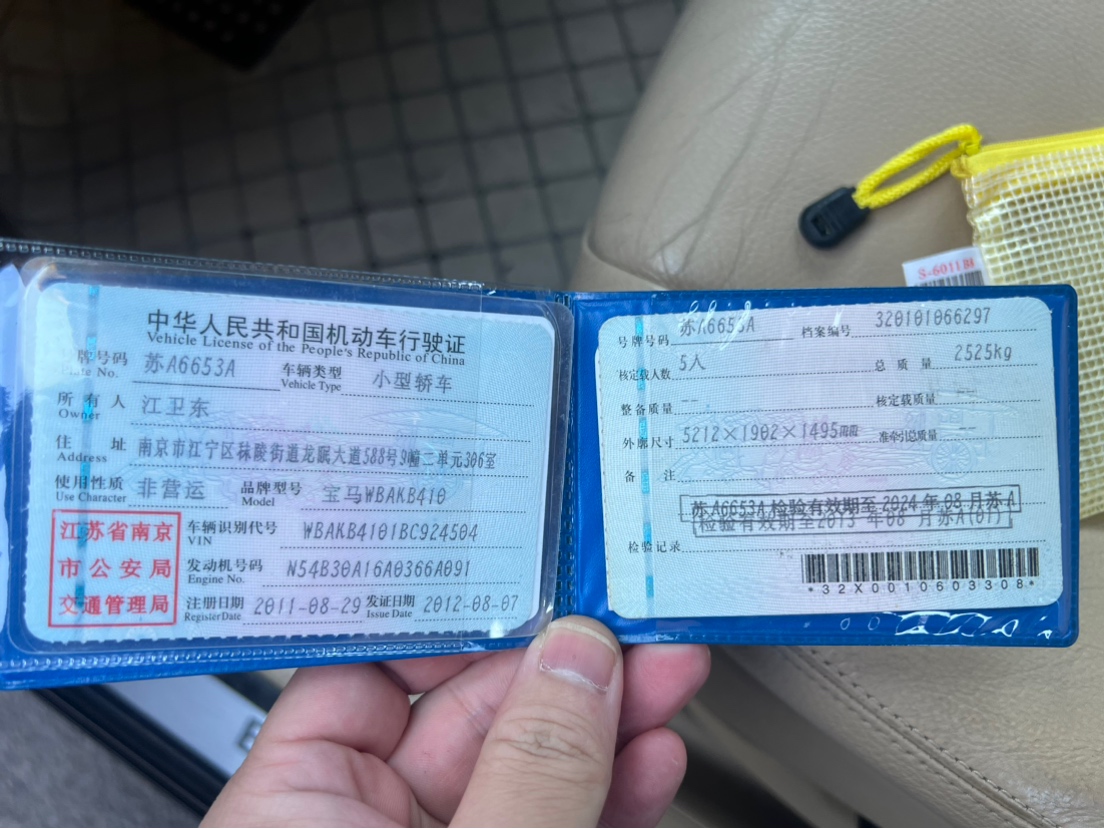 中华人民共和国机动车行驶证
Vehicle License of the People's Republic of China
号牌号码 苏A6653A 车辆类型 小型轿车
Plate No. Vehicle Type
所有人 江卫东
Owner
住址 南京市江宁区秣陵街道龙眠大道588号9幢二单元306室
Address
使用性质 非营运 品牌型号 宝马WBAKB410
Use Character Model
江苏省南京
市公安局
交通管理局
车辆识别代号 WBAKB4101BC924504
VIN
发动机号码 N54B30A16A0366A091
Engine No.
注册日期 2011-08-29 发证日期 2012-08-07
Register Date Issue Date
号牌号码 苏A6653A 档案编号 320101066297
核定载人数 5人 总质量 2525kg
整备质量 -- 核定载质量 --
外廓尺寸 5212×1902×1495 准牵引总质量 --
备注
苏A6653A 检验有效期至 2024 年 08 月苏A
检验有效期至2013 年08 月苏A(01)
检验记录
*32X0010603308*
S-6011B1